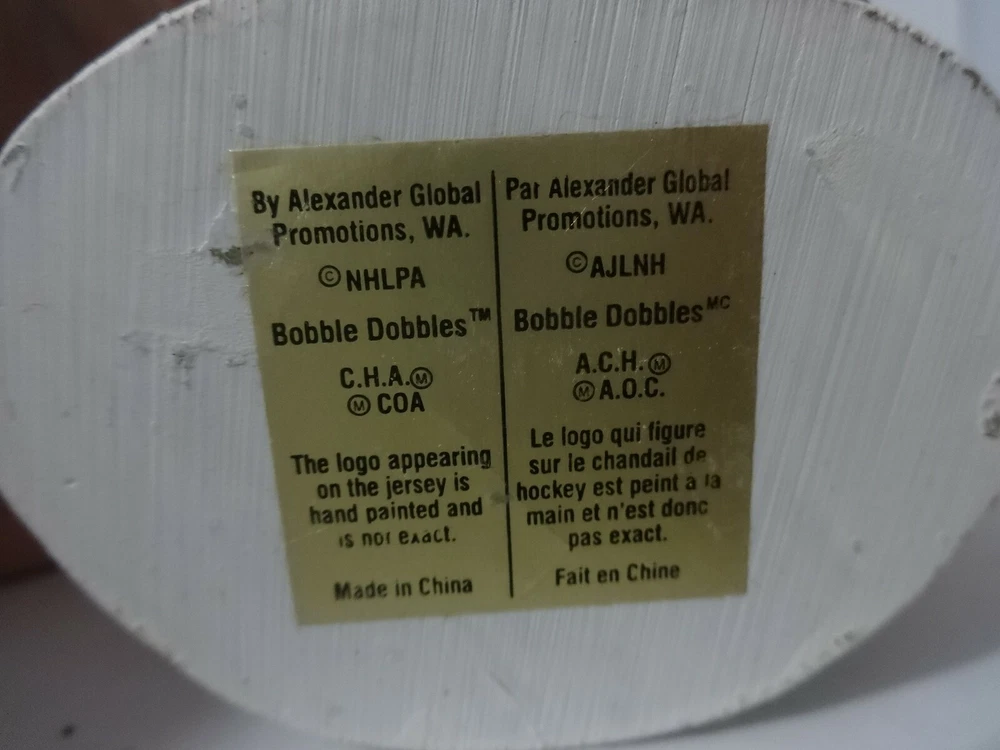 By Alexander Global
Promotions, WA.
©NHLPA
Bobble Dobbles™
C.H.A.Ⓜ
Ⓜ COA
The logo appearing
on the jersey is
hand painted and
is not exact.
Made in China
Par Alexander Global
Promotions, WA.
©AJLNH
Bobble Dobblesᴹᶜ
A.C.H.Ⓜ
Ⓜ A.O.C.
Le logo qui figure
sur le chandail de
hockey est peint à la
main et n'est donc
pas exact.
Fait en Chine